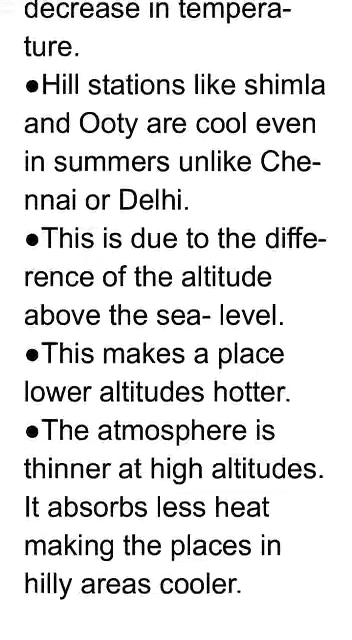 decrease in tempera-
ture.
●Hill stations like shimla
and Ooty are cool even
in summers unlike Che-
nnai or Delhi.
●This is due to the diffe-
rence of the altitude
above the sea- level.
●This makes a place
lower altitudes hotter.
●The atmosphere is
thinner at high altitudes.
It absorbs less heat
making the places in
hilly areas cooler.